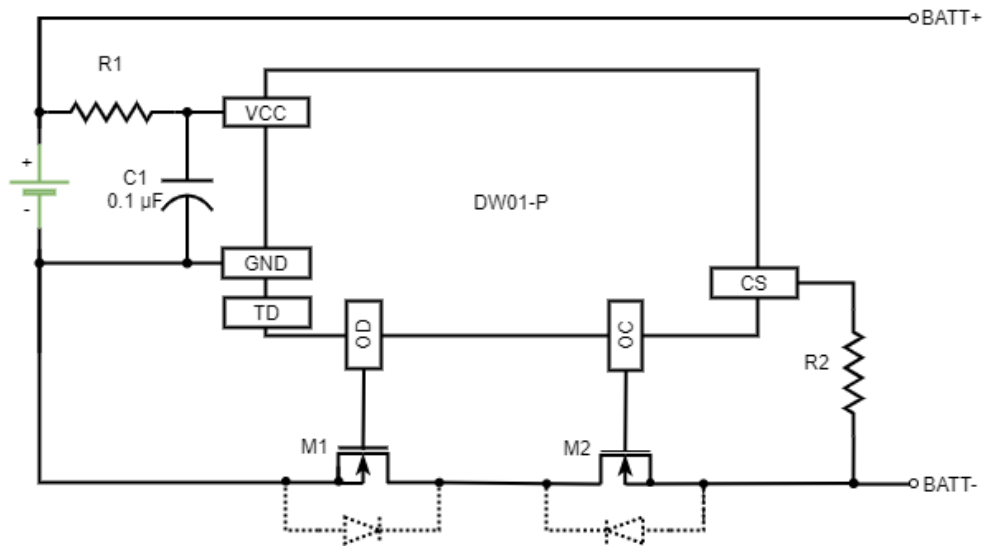 BATT+
R1
VCC
+
C1
0.1 µF
DW01-P
-
GND
CS
TD
OD
OC
R2
M1
M2
BATT-